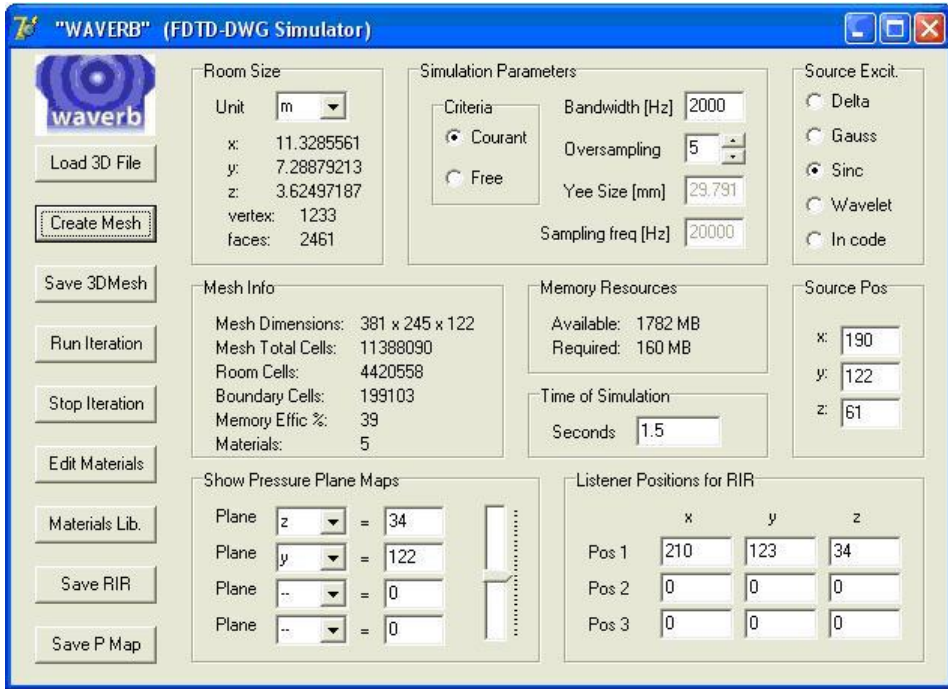 "WAVERB" (FDTD-DWG Simulator)
waverb
Load 3D File
Create Mesh
Save 3DMesh
Run Iteration
Stop Iteration
Edit Materials
Materials Lib.
Save RIR
Save P Map
Room Size
Unit m
x: 11.3285561
y: 7.28879213
z: 3.62497187
vertex: 1233
faces: 2461
Simulation Parameters
Criteria
Courant
Free
Bandwidth [Hz] 2000
Oversampling 5
Yee Size [mm] 29.791
Sampling freq [Hz] 20000
Source Excit.
Delta
Gauss
Sinc
Wavelet
In code
Mesh Info
Mesh Dimensions: 381 x 245 x 122
Mesh Total Cells: 11388090
Room Cells: 4420558
Boundary Cells: 199103
Memory Effic %: 39
Materials: 5
Memory Resources
Available: 1782 MB
Required: 160 MB
Time of Simulation
Seconds 1.5
Source Pos
x: 190
y: 122
z: 61
Show Pressure Plane Maps
Plane z = 34
Plane y = 122
Plane -- = 0
Plane -- = 0
Listener Positions for RIR
x y z
Pos 1 210 123 34
Pos 2 0 0 0
Pos 3 0 0 0